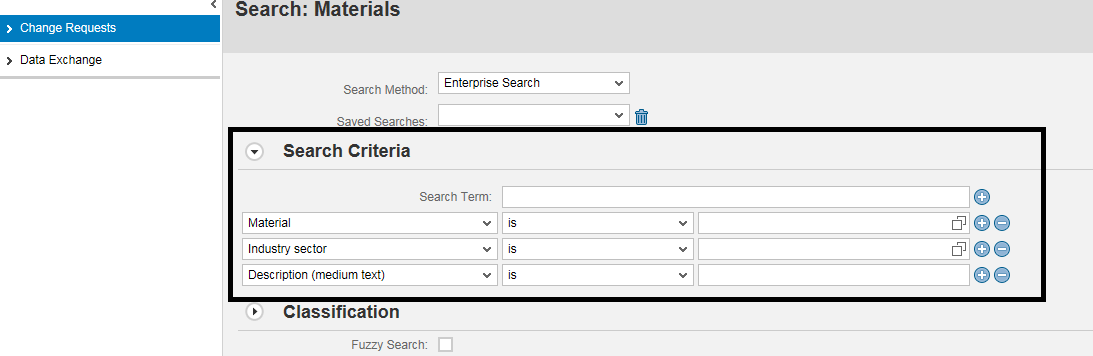 Search: Materials
Change Requests
Data Exchange
Search Method: Enterprise Search
Saved Searches:
Search Criteria
Search Term:
Material is
Industry sector is
Description (medium text) is
Classification
Fuzzy Search: